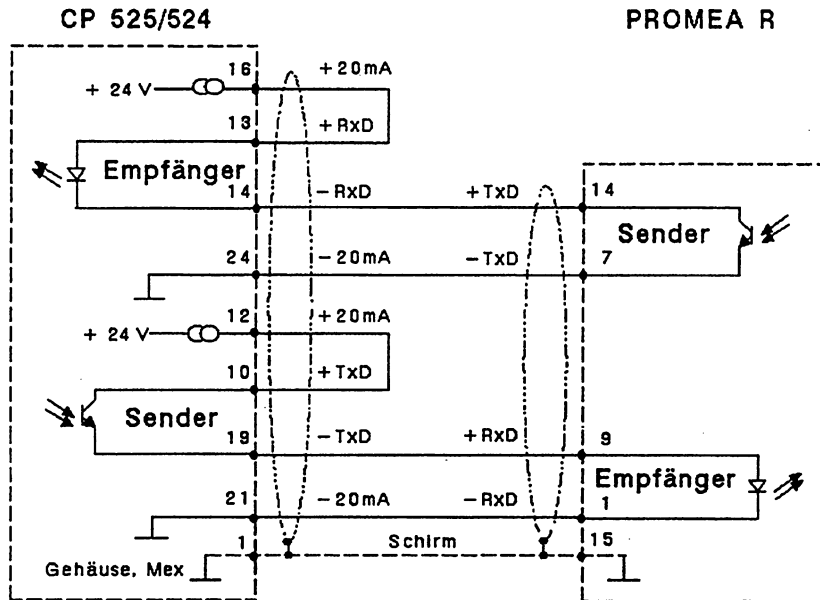 CP 525/524
PROMEA R
16
+20mA
+ 24 V
13
+RxD
Empfänger
14
-RxD
+TxD
14
Sender
24
-20mA
-TxD
7
12
+20mA
+ 24 V
10
+TxD
Sender
19
-TxD
+RxD
9
Empfänger
21
-20mA
-RxD
1
1
Schirm
15
Gehäuse, Mex